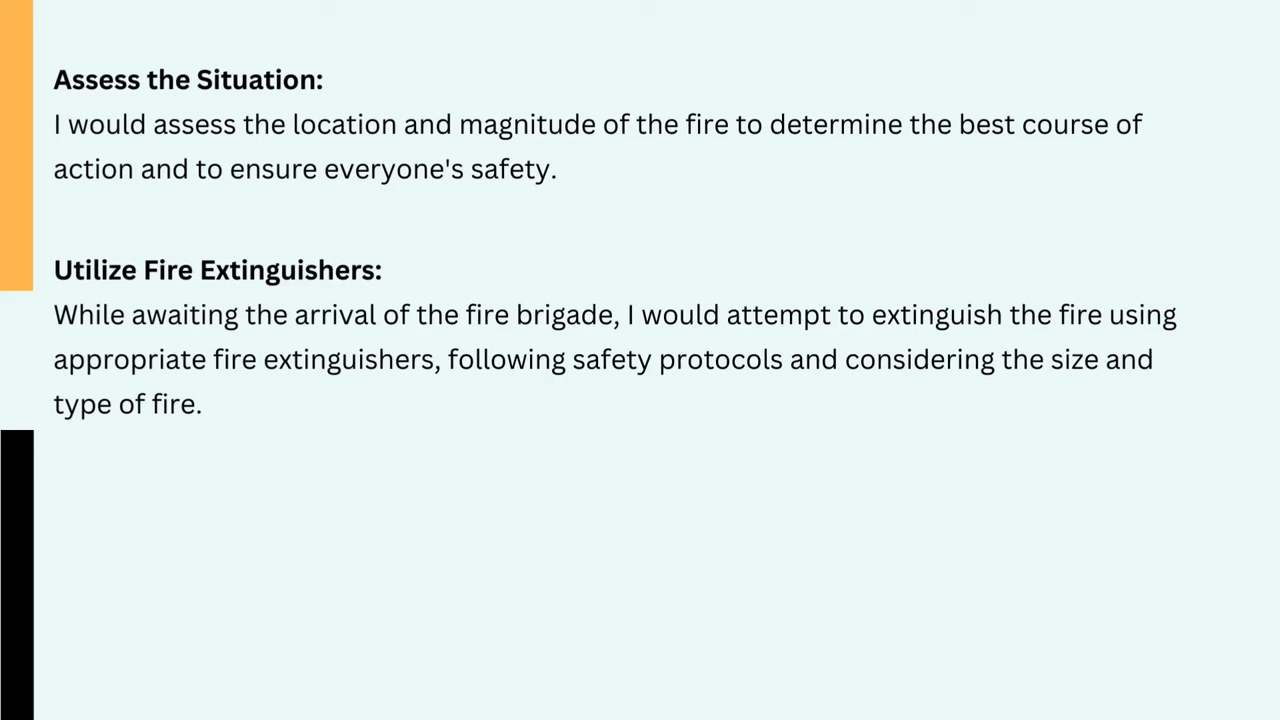 Assess the Situation:
I would assess the location and magnitude of the fire to determine the best course of
action and to ensure everyone's safety.
Utilize Fire Extinguishers:
While awaiting the arrival of the fire brigade, I would attempt to extinguish the fire using
appropriate fire extinguishers, following safety protocols and considering the size and
type of fire.